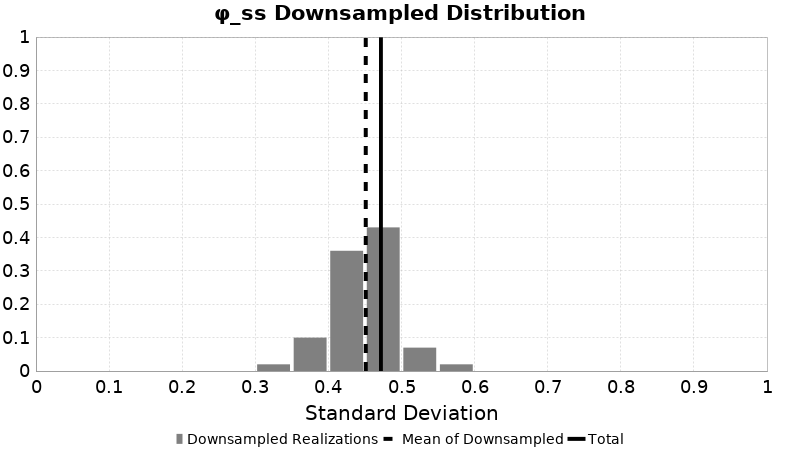 φ_ss Downsampled Distribution
1
0.9
0.8
0.7
0.6
0.5
0.4
0.3
0.2
0.1
0
0 0.1 0.2 0.3 0.4 0.5 0.6 0.7 0.8 0.9 1
Standard Deviation
Downsampled Realizations Mean of Downsampled Total